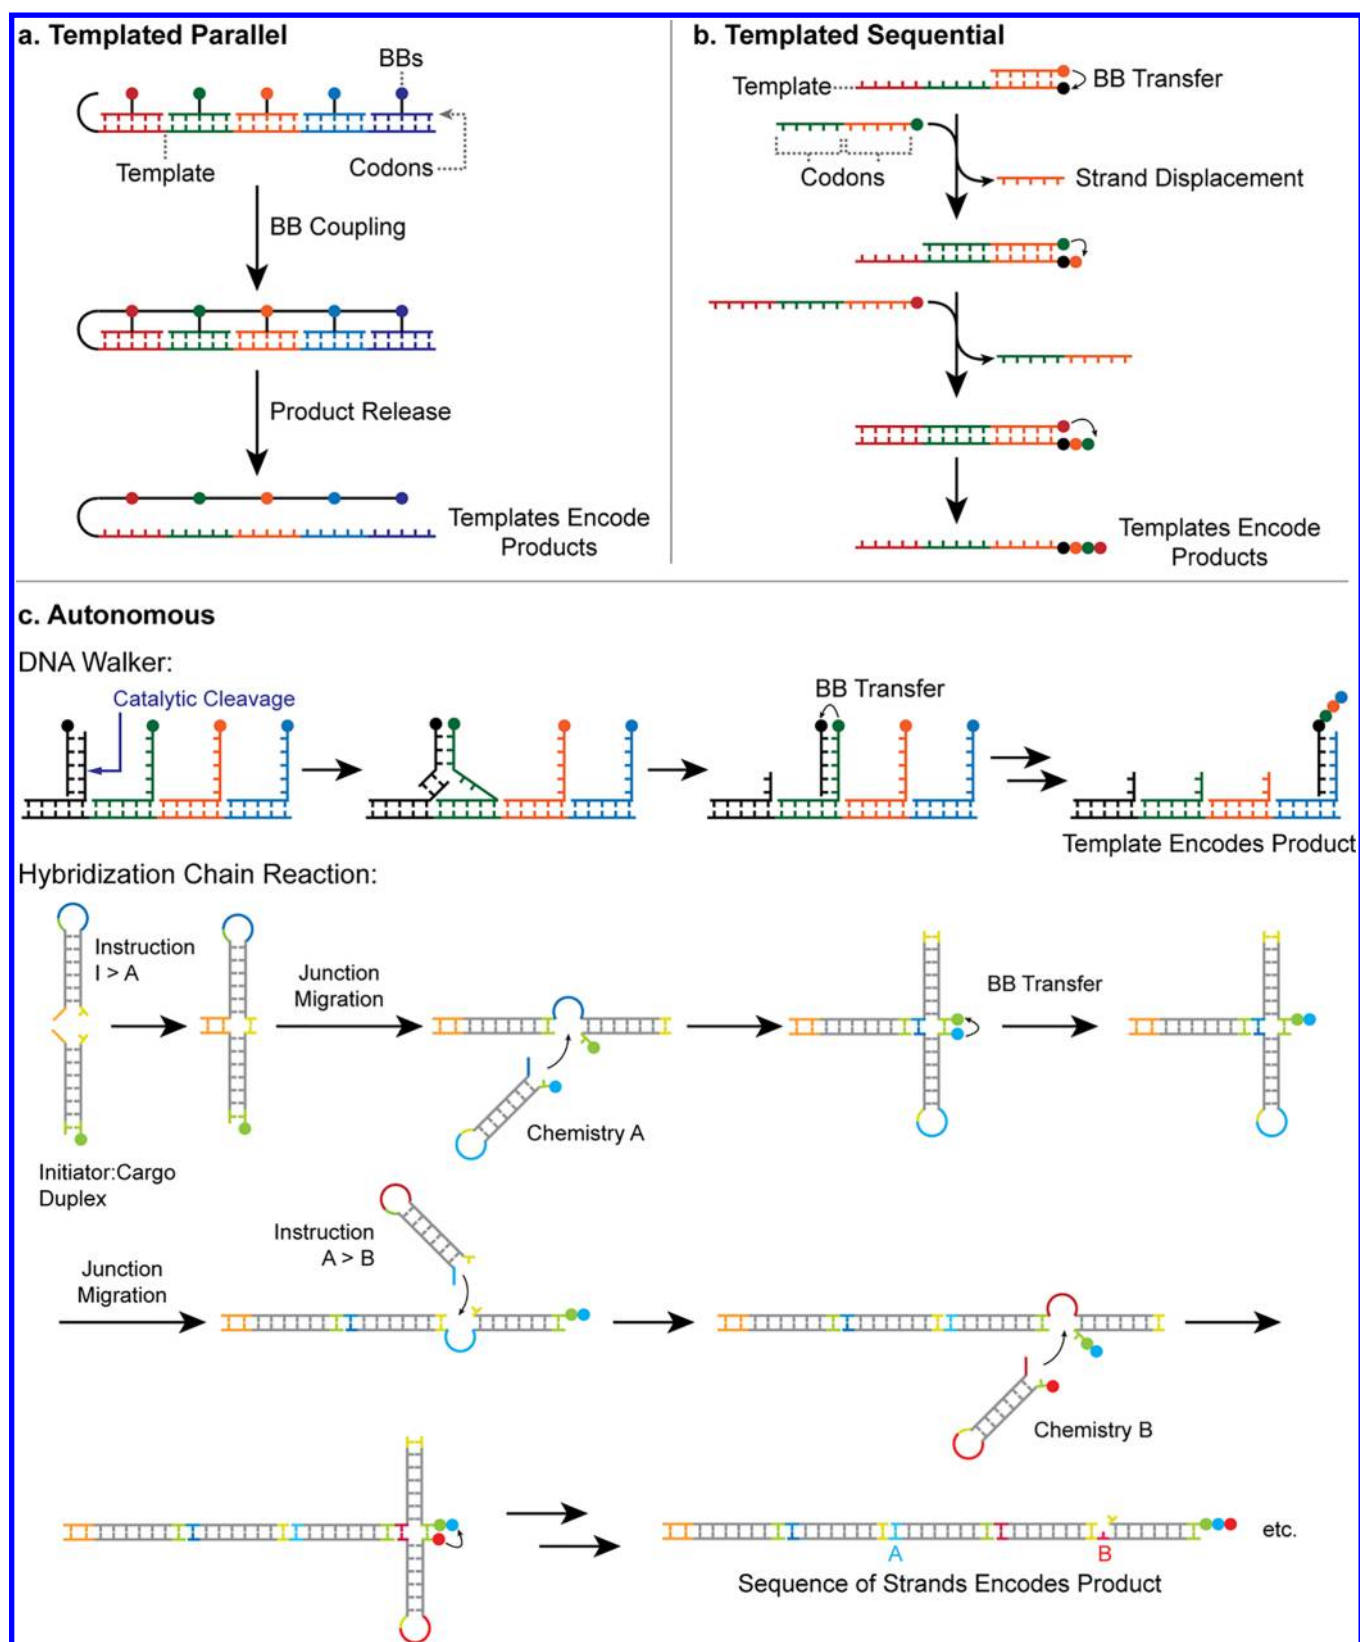 a. Templated Parallel
BBs
Template
Codons
BB Coupling
Product Release
Templates Encode
Products
b. Templated Sequential
Template
BB Transfer
Codons
Strand Displacement
Templates Encode
Products
c. Autonomous
DNA Walker:
Catalytic Cleavage
BB Transfer
Template Encodes Product
Hybridization Chain Reaction:
Instruction
I > A
Junction
Migration
BB Transfer
Chemistry A
Initiator:Cargo
Duplex
Instruction
A > B
Junction
Migration
Chemistry B
etc.
A
B
Sequence of Strands Encodes Product